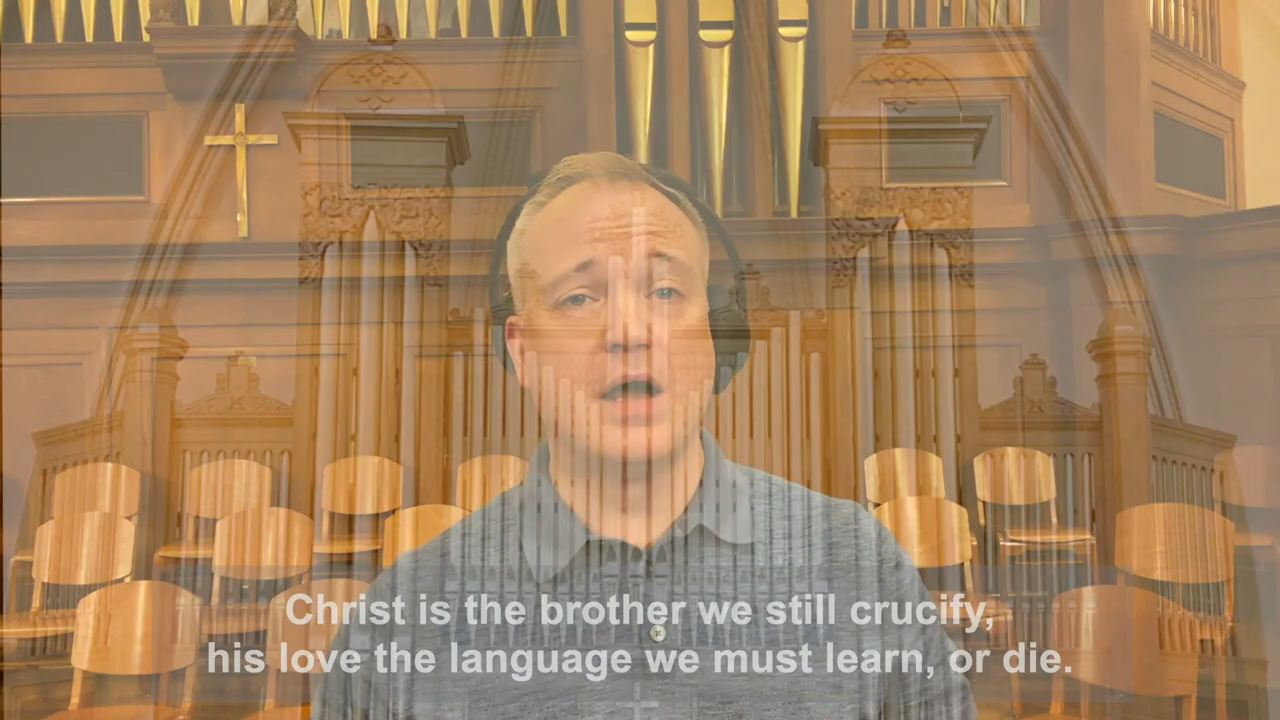 Christ is the brother we still crucify,
his love the language we must learn, or die.